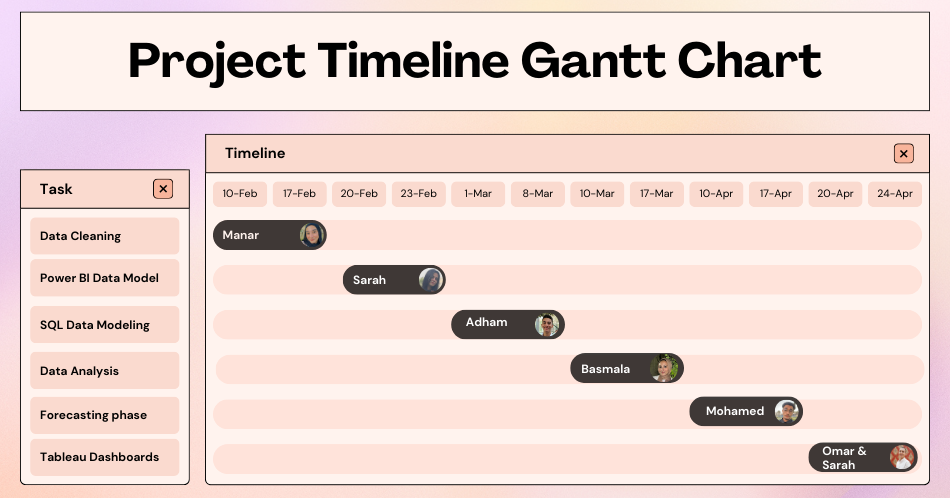 Project Timeline Gantt Chart
Timeline
Task
10-Feb 17-Feb 20-Feb 23-Feb 1-Mar 8-Mar 10-Mar 17-Mar 10-Apr 17-Apr 20-Apr 24-Apr
Data Cleaning
Manar
Power BI Data Model
Sarah
SQL Data Modeling
Adham
Data Analysis
Basmala
Forecasting phase
Mohamed
Tableau Dashboards
Omar &
Sarah